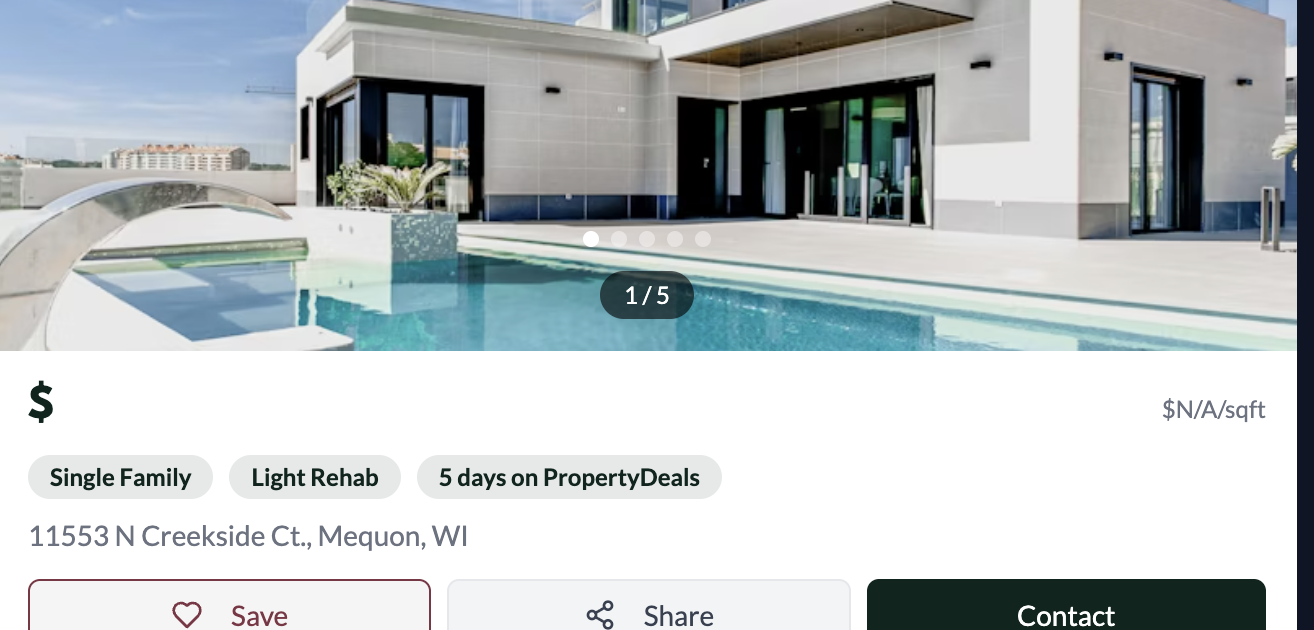 1 / 5
$
$N/A/sqft
Single Family
Light Rehab
5 days on PropertyDeals
11553 N Creekside Ct., Mequon, WI
Save
Share
Contact